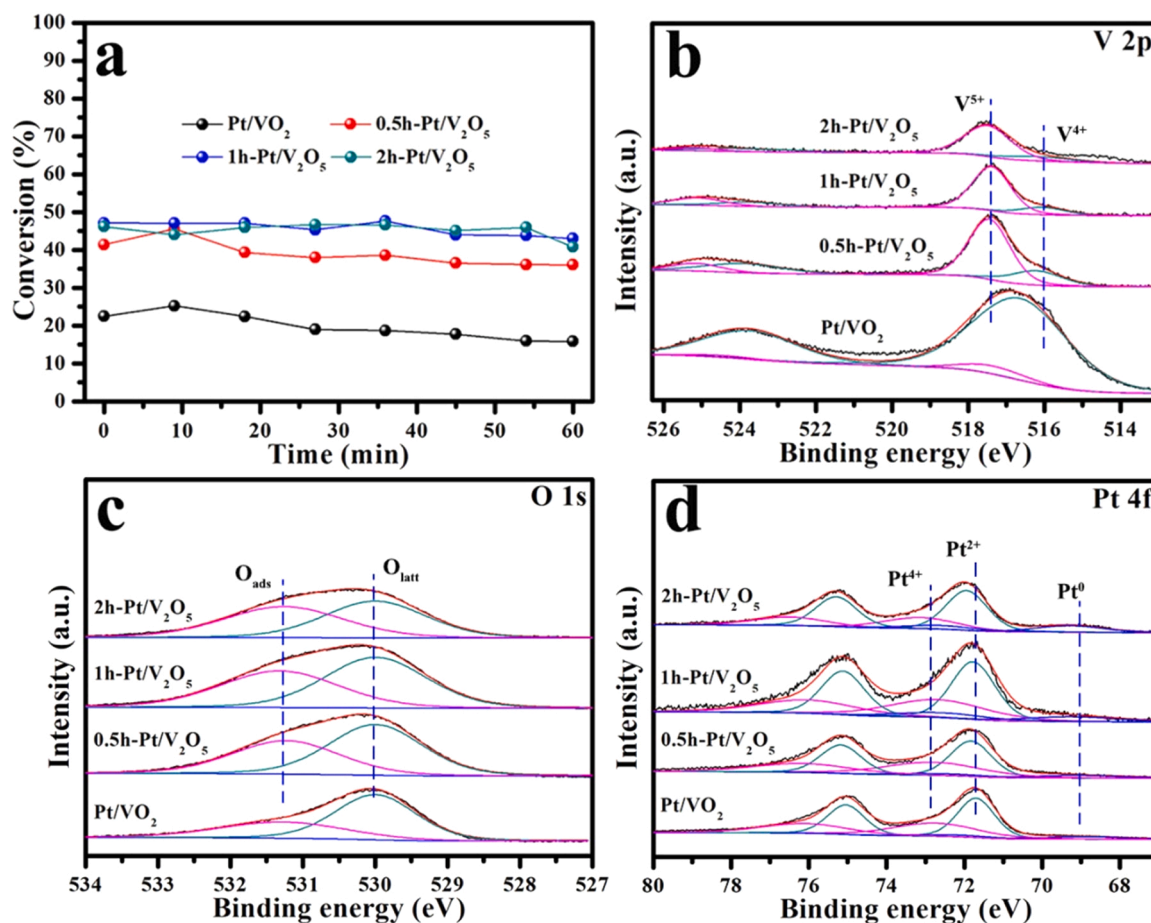 a
Conversion (%)
100
90
80
70
60
50
40
30
20
10
0
Pt/VO₂
0.5h-Pt/V₂O₅
1h-Pt/V₂O₅
2h-Pt/V₂O₅
0 10 20 30 40 50 60
Time (min)
b
V 2p
Intensity (a.u.)
V⁵⁺
V⁴⁺
2h-Pt/V₂O₅
1h-Pt/V₂O₅
0.5h-Pt/V₂O₅
Pt/VO₂
526 524 522 520 518 516 514
Binding energy (eV)
c
O 1s
Intensity (a.u.)
O_ads
O_latt
2h-Pt/V₂O₅
1h-Pt/V₂O₅
0.5h-Pt/V₂O₅
Pt/VO₂
534 533 532 531 530 529 528 527
Binding energy (eV)
d
Pt 4f
Intensity (a.u.)
Pt⁴⁺
Pt²⁺
Pt⁰
2h-Pt/V₂O₅
1h-Pt/V₂O₅
0.5h-Pt/V₂O₅
Pt/VO₂
80 78 76 74 72 70 68
Binding energy (eV)